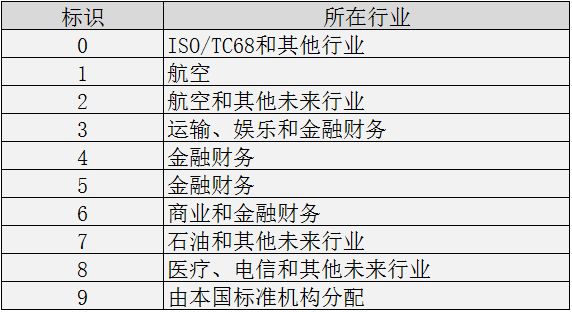 标识 所在行业
0 ISO/TC68和其他行业
1 航空
2 航空和其他未来行业
3 运输、娱乐和金融财务
4 金融财务
5 金融财务
6 商业和金融财务
7 石油和其他未来行业
8 医疗、电信和其他未来行业
9 由本国标准机构分配